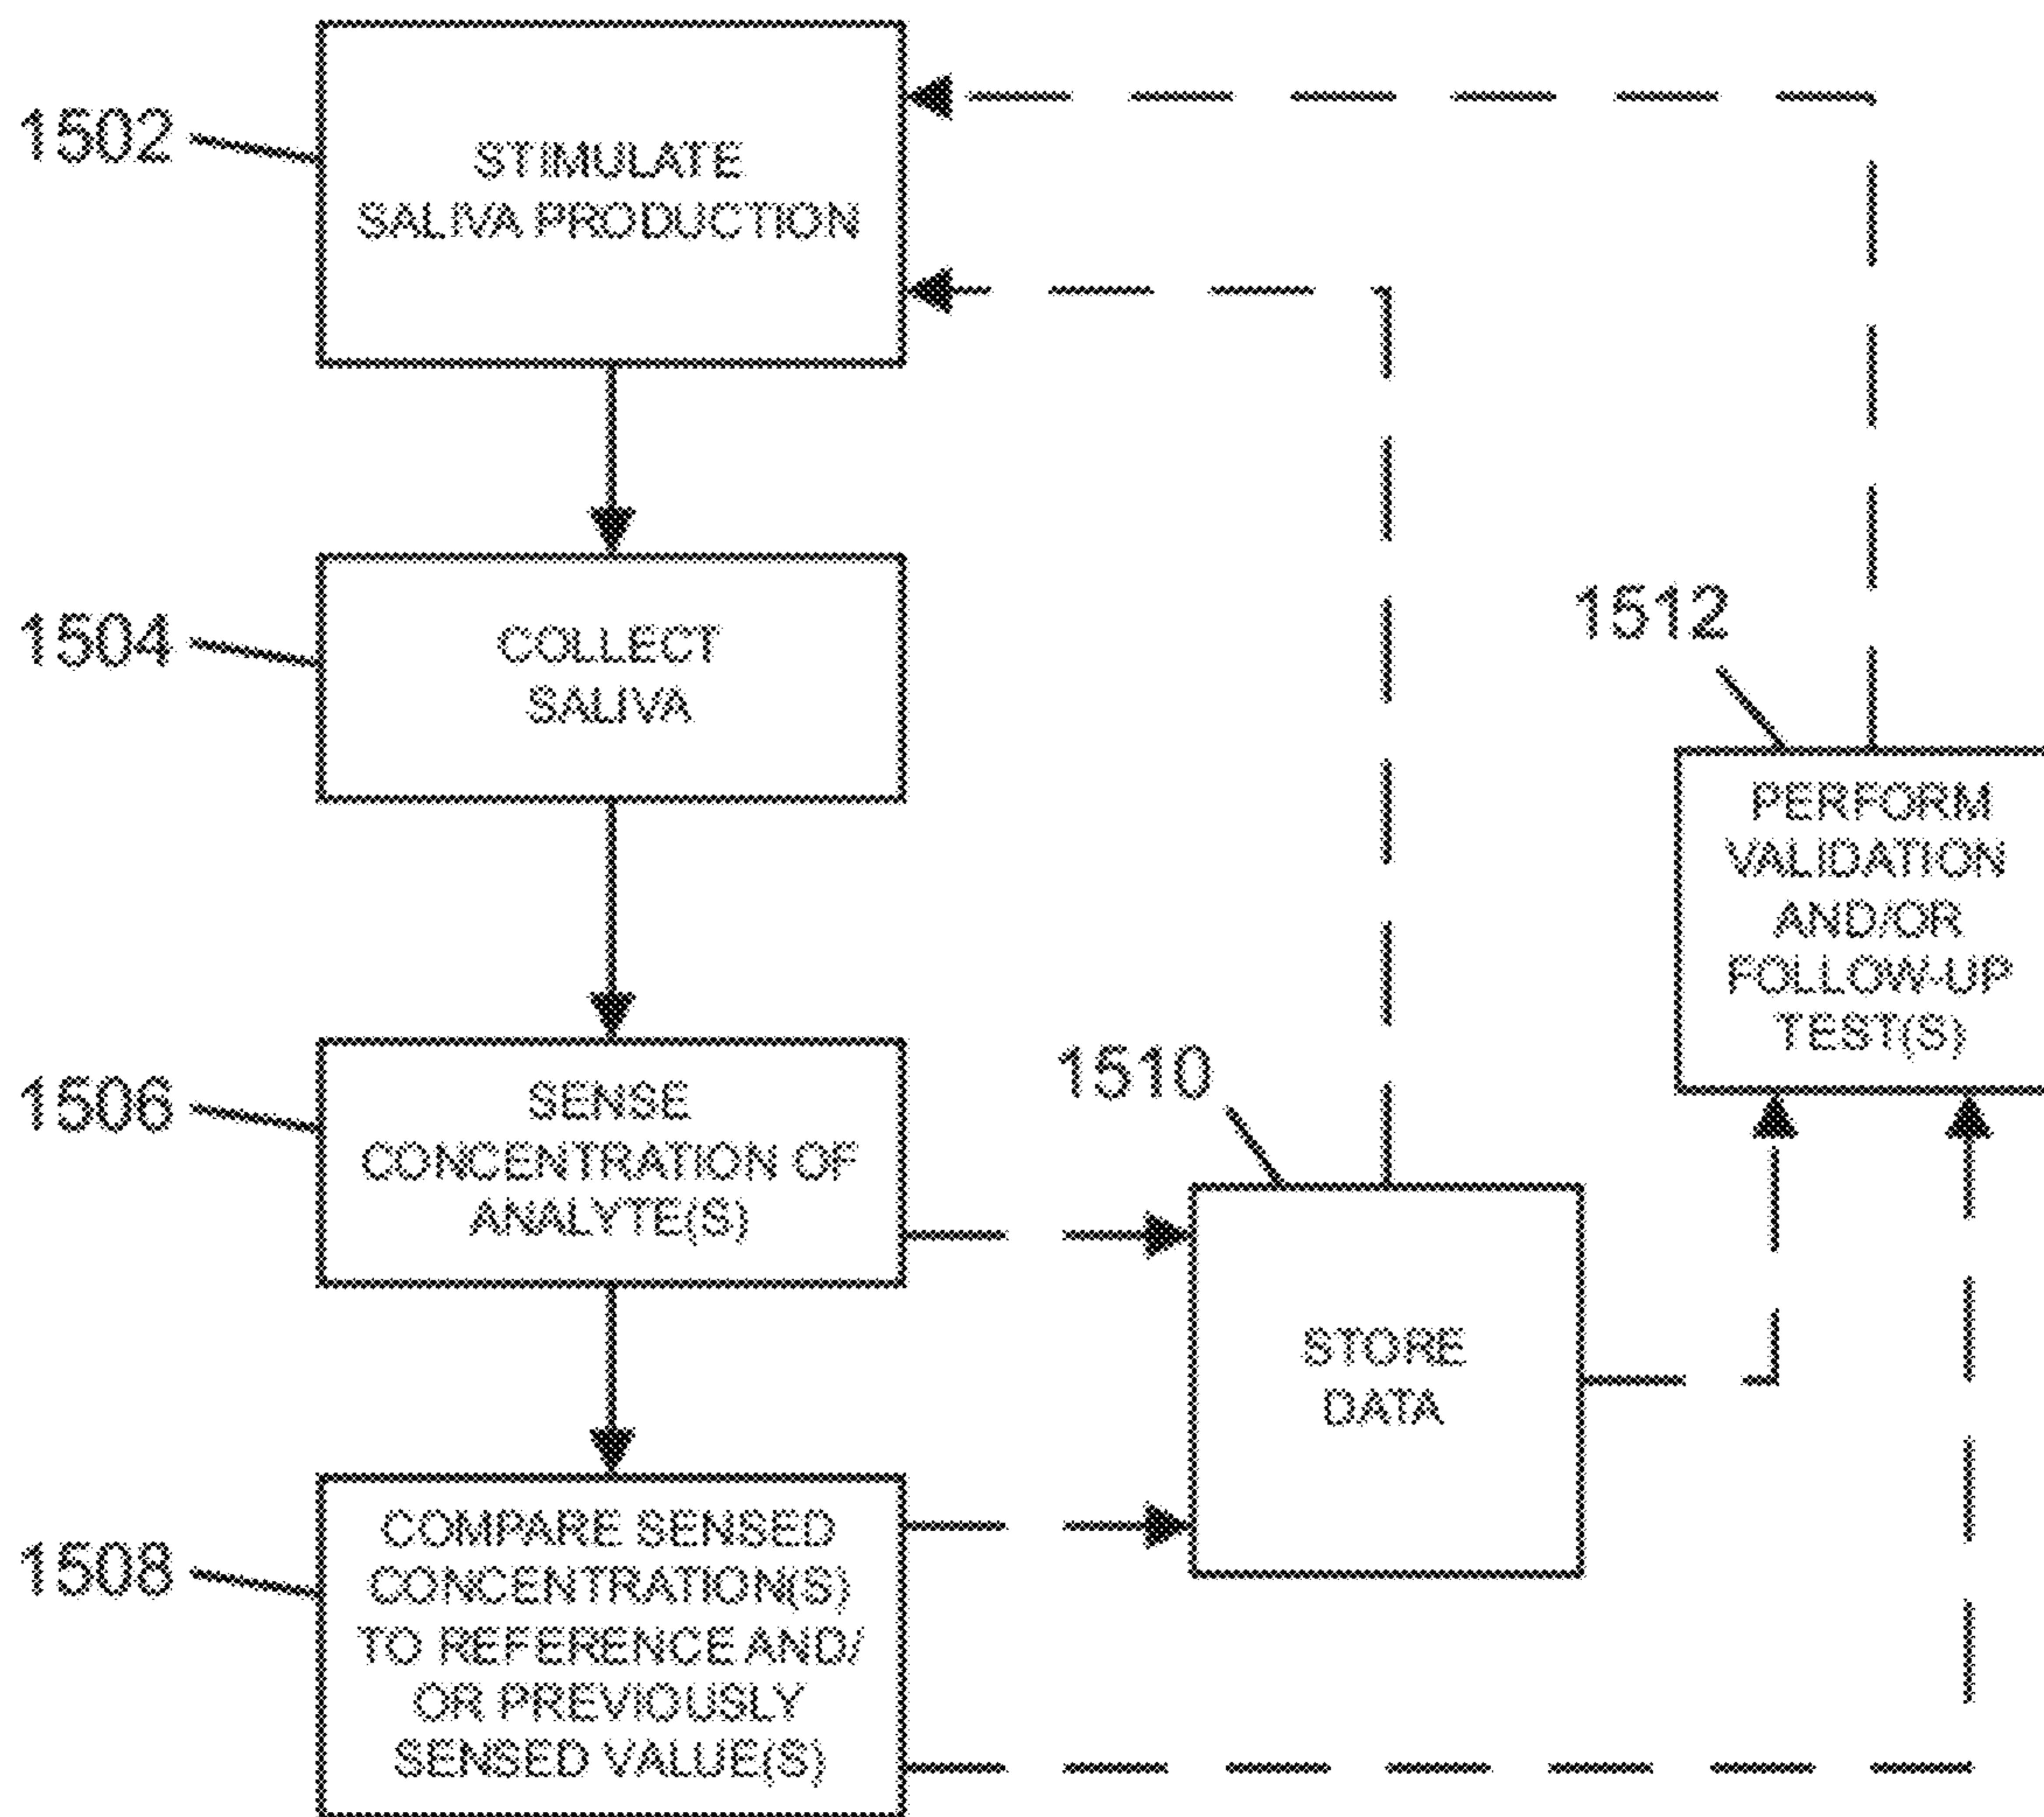 1502
STIMULATE
SALIVA PRODUCTION
1504
COLLECT
SALIVA
1512
PERFORM
VALIDATION
AND/OR
FOLLOW-UP
TEST(S)
1506
SENSE
CONCENTRATION OF
ANALYTE(S)
1510
STORE
DATA
1508
COMPARE SENSED
CONCENTRATION(S)
TO REFERENCE AND/
OR PREVIOUSLY
SENSED VALUE(S)